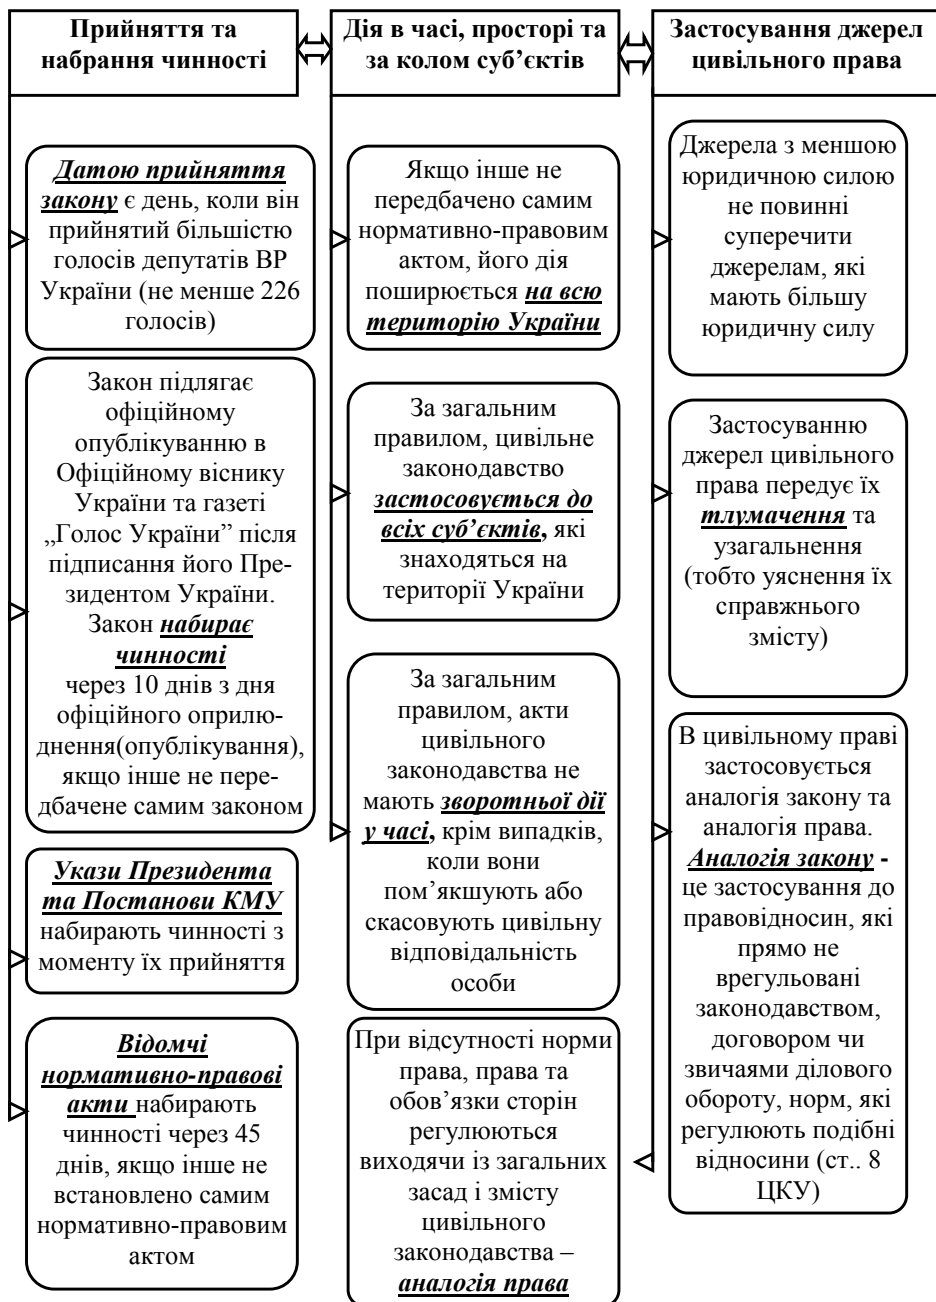 Прийняття та
набрання чинності
Дія в часі, просторі та
за колом суб’єктів
Застосування джерел
цивільного права
Датою прийняття
закону є день, коли він
прийнятий більшістю
голосів депутатів ВР
України (не менше 226
голосів)
Закон підлягає
офіційному
опублікуванню в
Офіційному віснику
України та газеті
„Голос України” після
підписання його Пре-
зидентом України.
Закон набирає
чинності
через 10 днів з дня
офіційного оприлю-
днення(опублікування),
якщо інше не пере-
дбачене самим законом
Укази Президента
та Постанови КМУ
набирають чинності з
моменту їх прийняття
Відомчі
нормативно-правові
акти набирають
чинності через 45
днів, якщо інше не
встановлено самим
нормативно-правовим
актом
Якщо інше не
передбачено самим
нормативно-правовим
актом, його дія
поширюється на всю
територію України
За загальним
правилом, цивільне
законодавство
застосовується до
всіх суб’єктів, які
знаходяться на
території України
За загальним
правилом, акти
цивільного
законодавства не
мають зворотньої дії
у часі, крім випадків,
коли вони
пом’якшують або
скасовують цивільну
відповідальність
особи
При відсутності норми
права, права та
обов’язки сторін
регулюються
виходячи із загальних
засад і змісту
цивільного
законодавства –
аналогія права
Джерела з меншою
юридичною силою
не повинні
суперечити
джерелам, які
мають більшу
юридичну силу
Застосуванню
джерел цивільного
права передує їх
тлумачення та
узагальнення
(тобто уяснення їх
справжнього
змісту)
В цивільному праві
застосовується
аналогія закону та
аналогія права.
Аналогія закону -
це застосування до
правовідносин, які
прямо не
врегульовані
законодавством,
договором чи
звичаями ділового
обороту, норм, які
регулюють подібні
відносини (ст.. 8
ЦКУ)